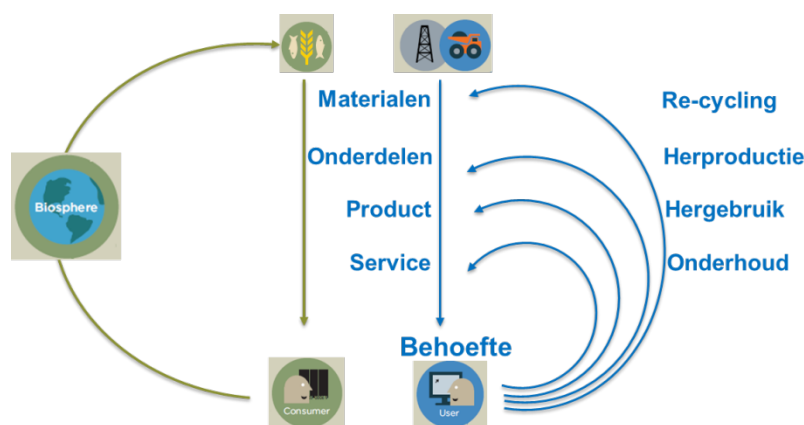 Materialen
Re-cycling
Onderdelen
Herproductie
Biosphere
Product
Hergebruik
Service
Onderhoud
Behoefte
Consumer
User